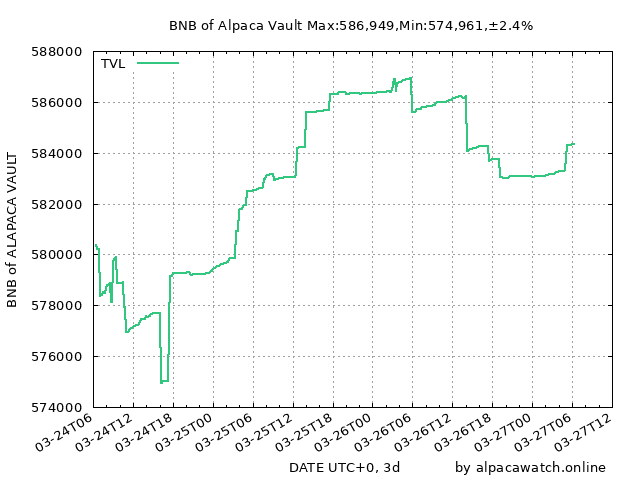 BNB of Alpaca Vault Max:586,949,Min:574,961,±2.4%
TVL
588000
586000
584000
582000
580000
578000
576000
574000
BNB of ALAPACA VAULT
03-24T06
03-24T12
03-24T18
03-25T00
03-25T06
03-25T12
03-25T18
03-26T00
03-26T06
03-26T12
03-26T18
03-27T00
03-27T06
03-27T12
DATE UTC+0, 3d
by alpacawatch.online